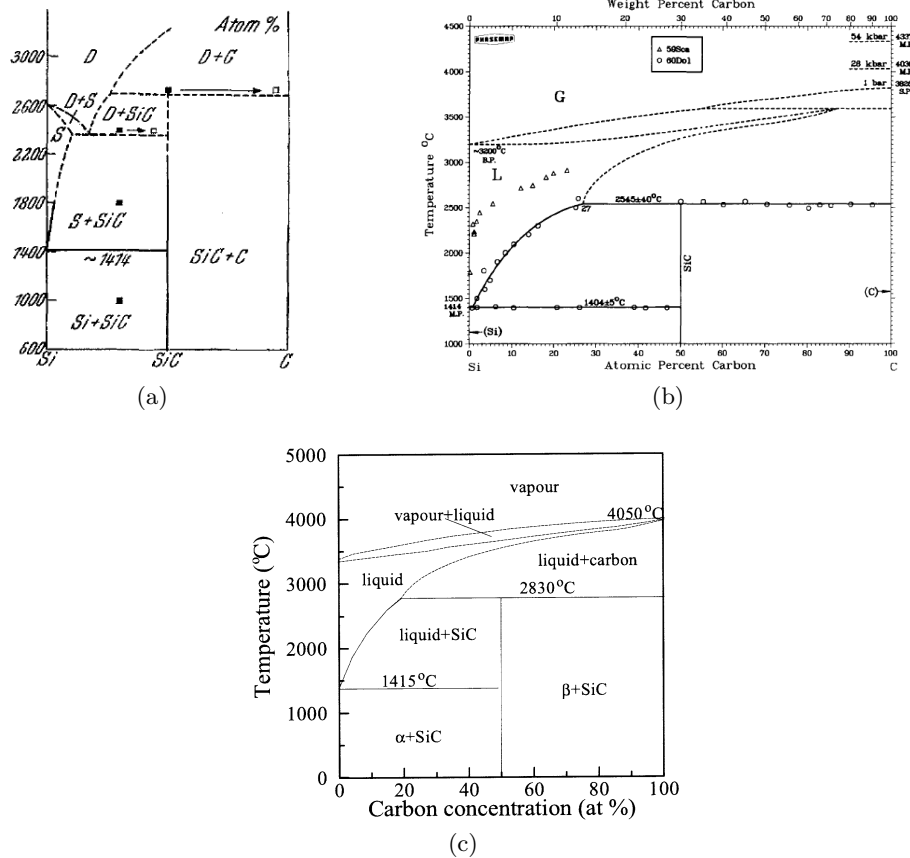 Atom %
D
D+C
D+S
D+SiC
S
S+SiC
~1414
SiC+C
Si+SiC
3000
2600
2200
1800
1400
1000
600
Si
SiC
C
(a)
Weight Percent Carbon
0 10 20 30 40 50 60 70 80 90 100
4500
4000
3500
3000
2500
2000
1500
1000
Temperature °C
△ 59Sca
○ 60Dol
54 kbar
28 kbar
1 bar
G
~3200°C
B.P.
L
2545±40°C
27
SiC
(C)
1404±5°C
1414
M.P.
(Si)
0 10 20 30 40 50 60 70 80 90 100
Si
Atomic Percent Carbon
C
(b)
5000
4000
3000
2000
1000
0
Temperature (°C)
vapour
vapour+liquid
4050°C
liquid
liquid+carbon
2830°C
liquid+SiC
1415°C
β+SiC
α+SiC
0 20 40 60 80 100
Carbon concentration (at %)
(c)